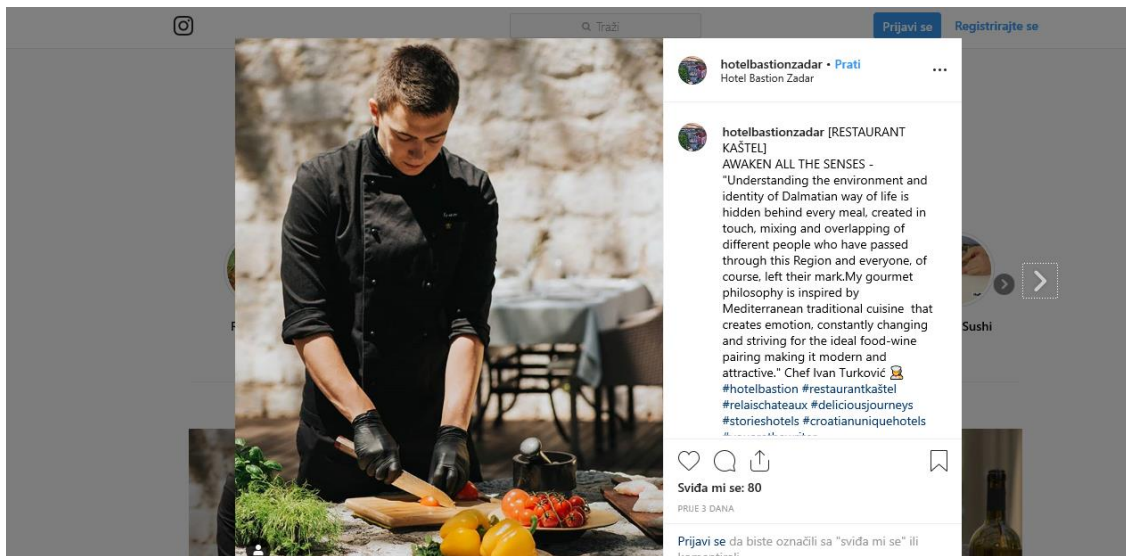 Traži
Prijavi se
Registrirajte se
hotelbastionzadar • Prati
Hotel Bastion Zadar
hotelbastionzadar [RESTAURANT
KAŠTEL]
AWAKEN ALL THE SENSES -
"Understanding the environment and
identity of Dalmatian way of life is
hidden behind every meal, created in
touch, mixing and overlapping of
different people who have passed
through this Region and everyone, of
course, left their mark.My gourmet
philosophy is inspired by
Mediterranean traditional cuisine that
creates emotion, constantly changing
and striving for the ideal food-wine
pairing making it modern and
attractive." Chef Ivan Turković
#hotelbastion #restaurantkaštel
#relaischateaux #deliciousjourneys
#storieshotels #croatianuniquehotels
Sushi
Sviđa mi se: 80
PRIJE 3 DANA
Prijavi se da biste označili sa "sviđa mi se" ili